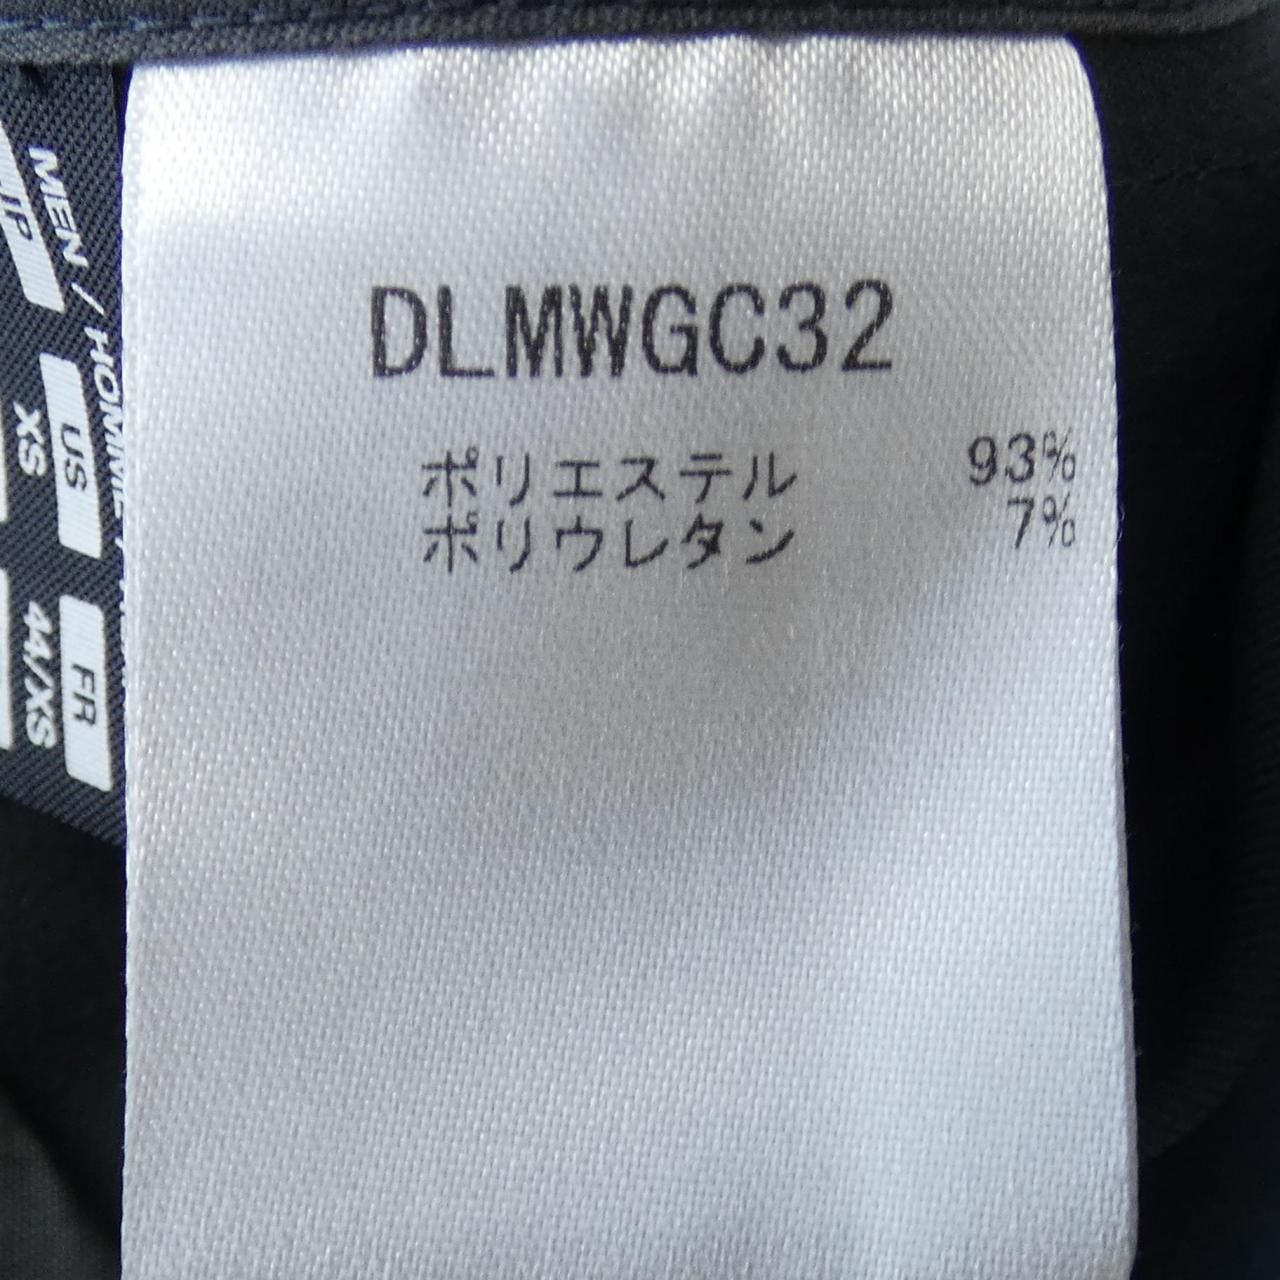 DLMWGC32
ポリエステル 93%
ポリウレタン 7%
MEN / HOMME
JP
US
XS
FR
44/XS